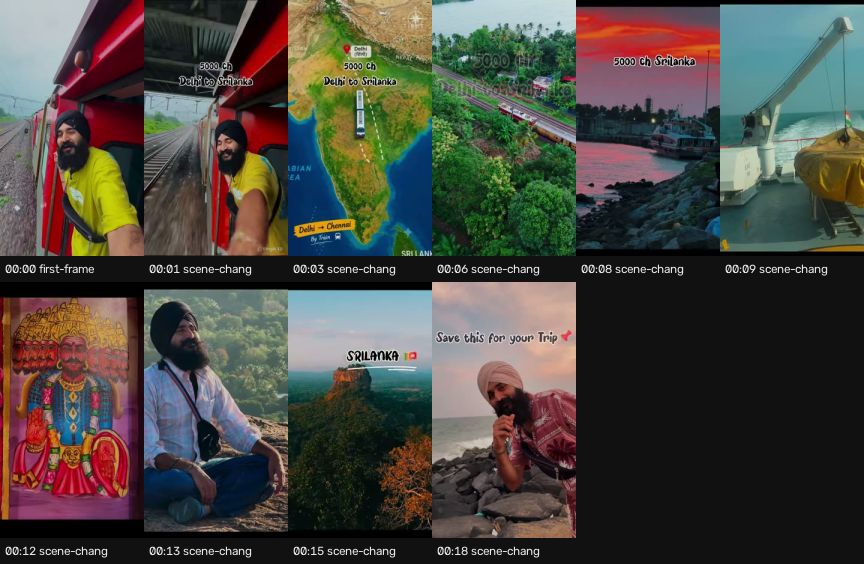 00:00 first-frame
5000 में
Delhi to Srilanka
00:01 scene-chang
Delhi
5000 में
Delhi to Srilanka
ARABIAN
SEA
Delhi → Chennai
By Train
00:03 scene-chang
00:06 scene-chang
5000 में Srilanka
00:08 scene-chang
00:09 scene-chang
00:12 scene-chang
00:13 scene-chang
SRILANKA
00:15 scene-chang
Save this for your Trip
00:18 scene-chang